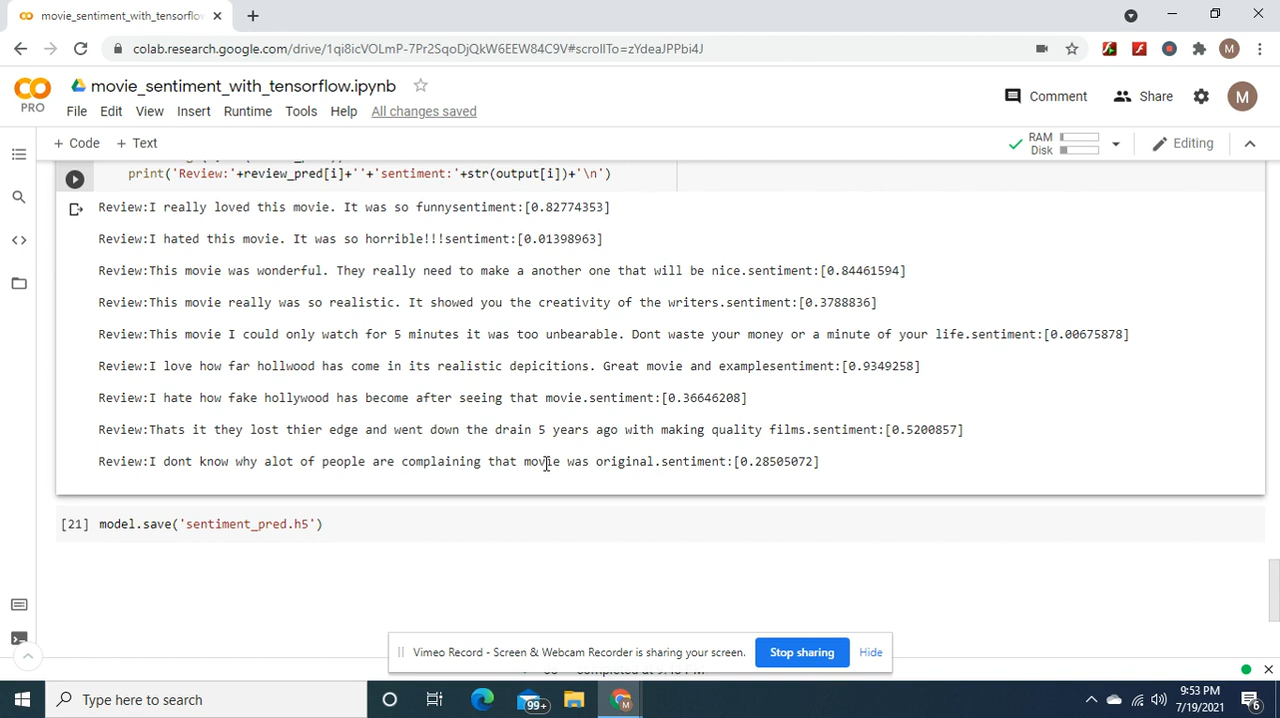 movie_sentiment_with_tensorflow
colab.research.google.com/drive/1qi8icVOLmP-7Pr2SqoDjQkW6EEW84C9V#scrollTo=zYdeaJPPbi4J
M
PRO
movie_sentiment_with_tensorflow.ipynb
Comment
Share
M
File Edit View Insert Runtime Tools Help All changes saved
+ Code + Text
RAM
Disk
Editing
print('Review:'+review_pred[i]+''+'sentiment:'+str(output[i])+'\n')
Review:I really loved this movie. It was so funnysentiment:[0.82774353]
Review:I hated this movie. It was so horrible!!!sentiment:[0.01398963]
Review:This movie was wonderful. They really need to make a another one that will be nice.sentiment:[0.84461594]
Review:This movie really was so realistic. It showed you the creativity of the writers.sentiment:[0.3788836]
Review:This movie I could only watch for 5 minutes it was too unbearable. Dont waste your money or a minute of your life.sentiment:[0.00675878]
Review:I love how far hollwood has come in its realistic depicitions. Great movie and examplesentiment:[0.9349258]
Review:I hate how fake hollywood has become after seeing that movie.sentiment:[0.36646208]
Review:Thats it they lost thier edge and went down the drain 5 years ago with making quality films.sentiment:[0.5200857]
Review:I dont know why alot of people are complaining that movie was original.sentiment:[0.28505072]
[21] model.save('sentiment_pred.h5')
Vimeo Record - Screen & Webcam Recorder is sharing your screen.
Stop sharing
Hide
Type here to search
99+
M
9:53 PM
7/19/2021
6